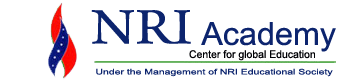 NRI Academy
Center for global Education
Under the Management of NRI Educational Society